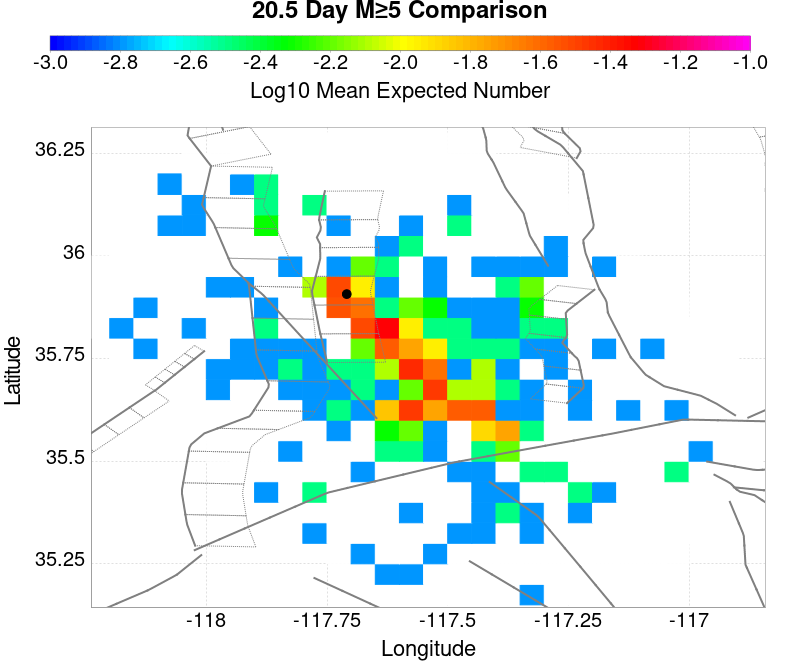 20.5 Day M≥5 Comparison
-3.0 -2.8 -2.6 -2.4 -2.2 -2.0 -1.8 -1.6 -1.4 -1.2 -1.0
Log10 Mean Expected Number
36.25
36
35.75
35.5
35.25
Latitude
-118 -117.75 -117.5 -117.25 -117
Longitude